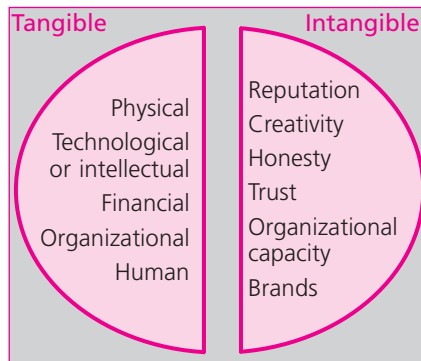 Tangible
Physical
Technological
or intellectual
Financial
Organizational
Human
Intangible
Reputation
Creativity
Honesty
Trust
Organizational
capacity
Brands